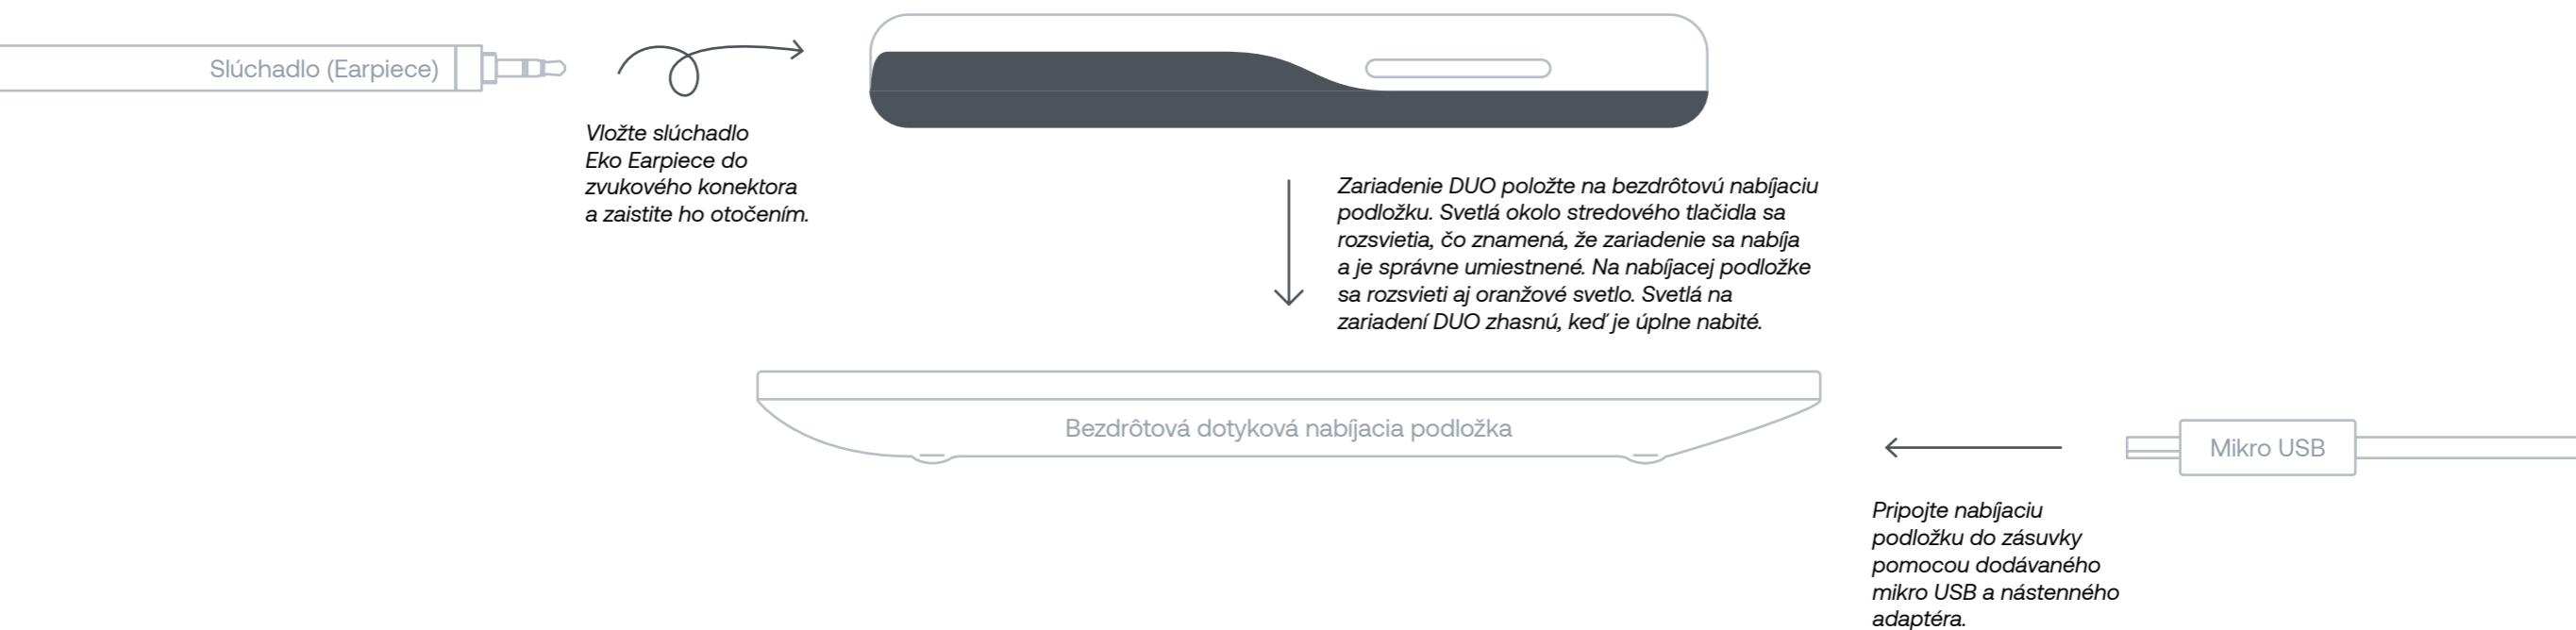 Slúchadlo (Earpiece)
Vložte slúchadlo
Eko Earpiece do
zvukového konektora
a zaistite ho otočením.
Zariadenie DUO položte na bezdrôtovú nabíjaciu
podložku. Svetlá okolo stredového tlačidla sa
rozsvietia, čo znamená, že zariadenie sa nabíja
a je správne umiestnené. Na nabíjacej podložke
sa rozsvieti aj oranžové svetlo. Svetlá na
zariadení DUO zhasnú, keď je úplne nabité.
Bezdrôtová dotyková nabíjacia podložka
Mikro USB
Pripojte nabíjaciu
podložku do zásuvky
pomocou dodávaného
mikro USB a nástenného
adaptéra.